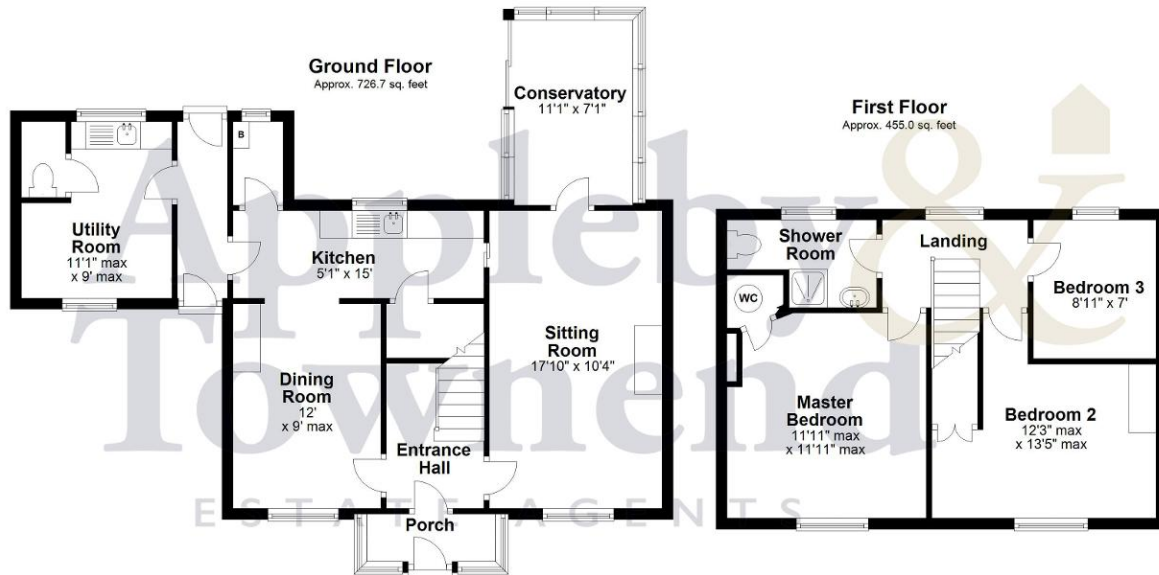 Ground Floor
Approx. 726.7 sq. feet
Conservatory
11'1" x 7'1"
B
Utility
Room
11'1" max
x 9' max
Kitchen
5'1" x 15'
Sitting
Room
17'10" x 10'4"
Dining
Room
12'
x 9' max
Entrance
Hall
Porch
First Floor
Approx. 455.0 sq. feet
Shower
Room
Landing
WC
Bedroom 3
8'11" x 7'
Master
Bedroom
11'11" max
x 11'11" max
Bedroom 2
12'3" max
x 13'5" max
Appleby &
Townend
ESTATE AGENTS